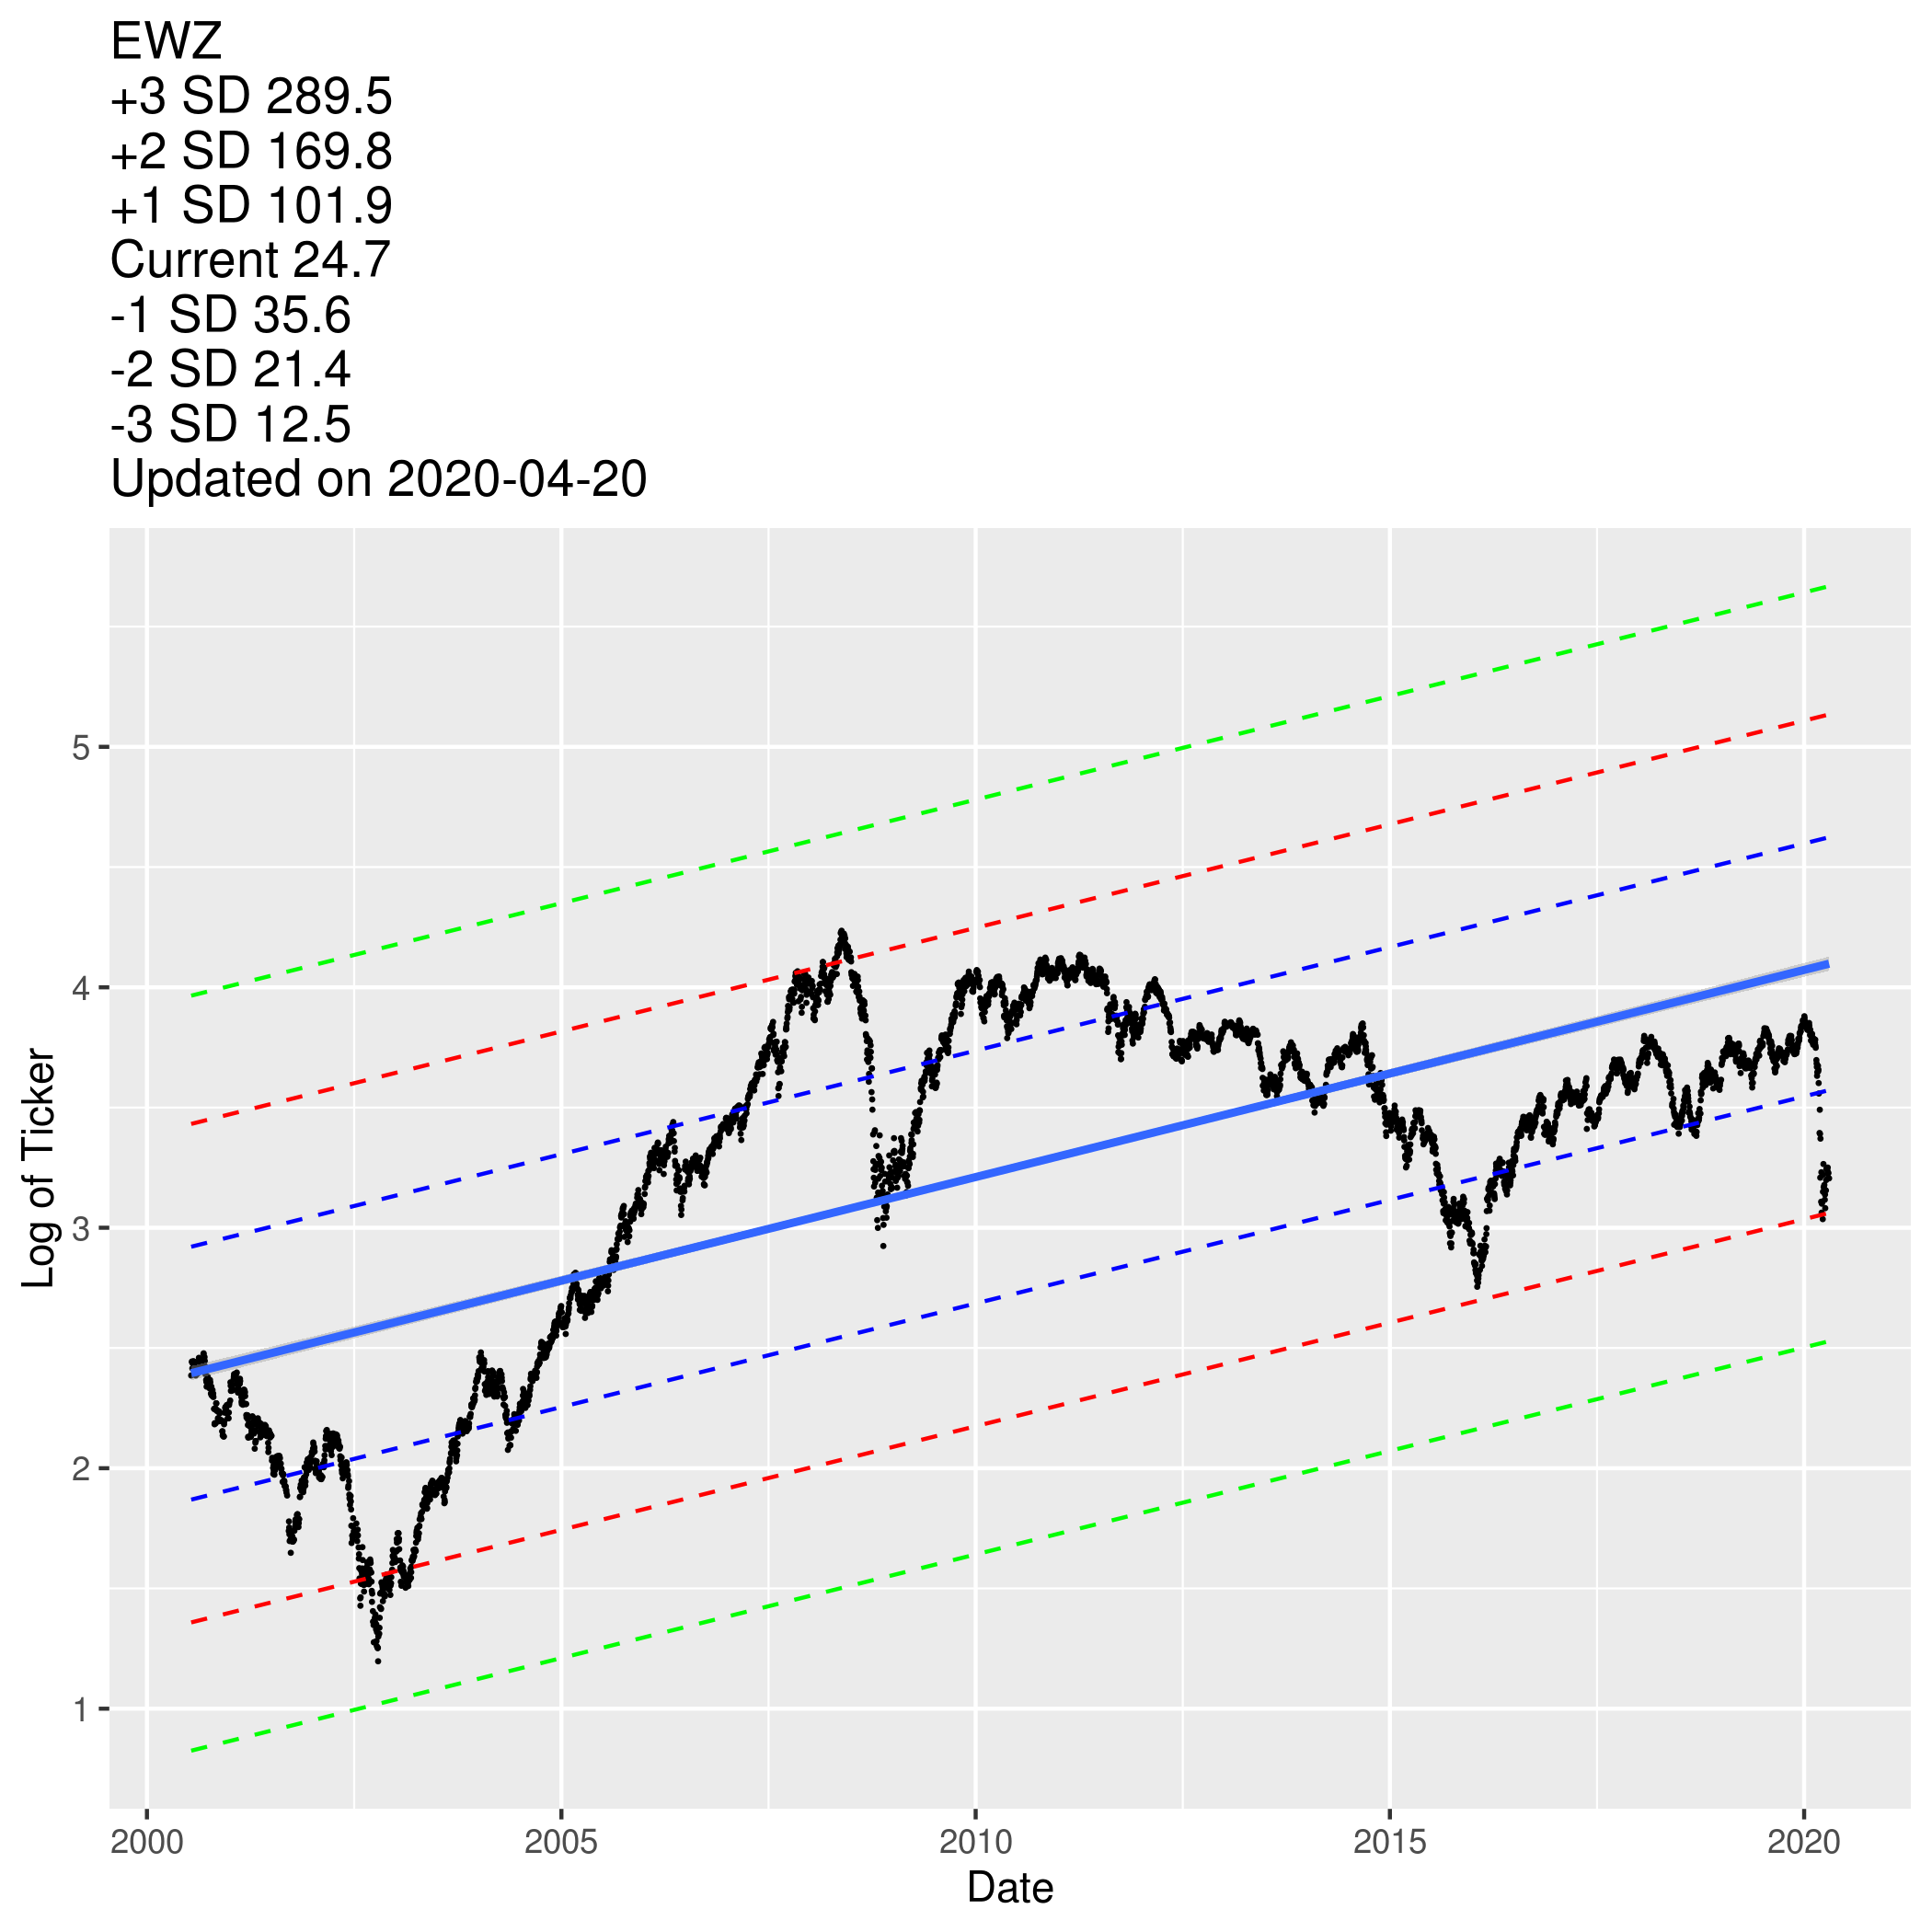 EWZ
+3 SD 289.5
+2 SD 169.8
+1 SD 101.9
Current 24.7
-1 SD 35.6
-2 SD 21.4
-3 SD 12.5
Updated on 2020-04-20
5
4
3
2
1
Log of Ticker
2000 2005 2010 2015 2020
Date